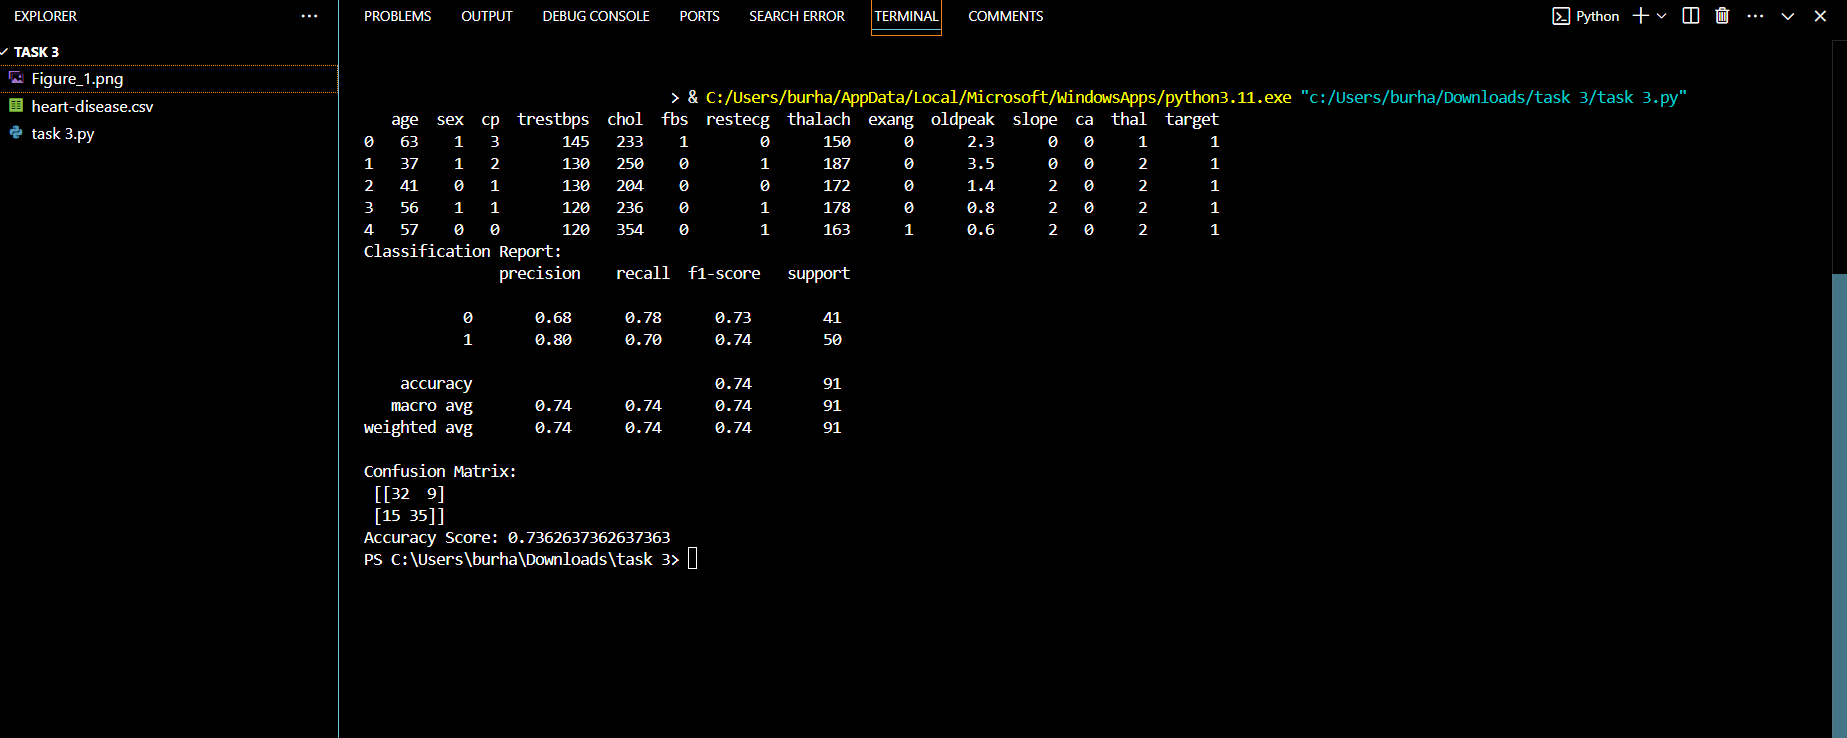 EXPLORER
TASK 3
Figure_1.png
heart-disease.csv
task 3.py
PROBLEMS OUTPUT DEBUG CONSOLE PORTS SEARCH ERROR TERMINAL COMMENTS
Python
> & C:/Users/burha/AppData/Local/Microsoft/WindowsApps/python3.11.exe "c:/Users/burha/Downloads/task 3/task 3.py"
age sex cp trestbps chol fbs restecg thalach exang oldpeak slope ca thal target
0 63 1 3 145 233 1 0 150 0 2.3 0 0 1 1
1 37 1 2 130 250 0 1 187 0 3.5 0 0 2 1
2 41 0 1 130 204 0 0 172 0 1.4 2 0 2 1
3 56 1 1 120 236 0 1 178 0 0.8 2 0 2 1
4 57 0 0 120 354 0 1 163 1 0.6 2 0 2 1
Classification Report:
precision recall f1-score support
0 0.68 0.78 0.73 41
1 0.80 0.70 0.74 50
accuracy 0.74 91
macro avg 0.74 0.74 0.74 91
weighted avg 0.74 0.74 0.74 91
Confusion Matrix:
[[32 9]
[15 35]]
Accuracy Score: 0.7362637362637363
PS C:\Users\burha\Downloads\task 3>